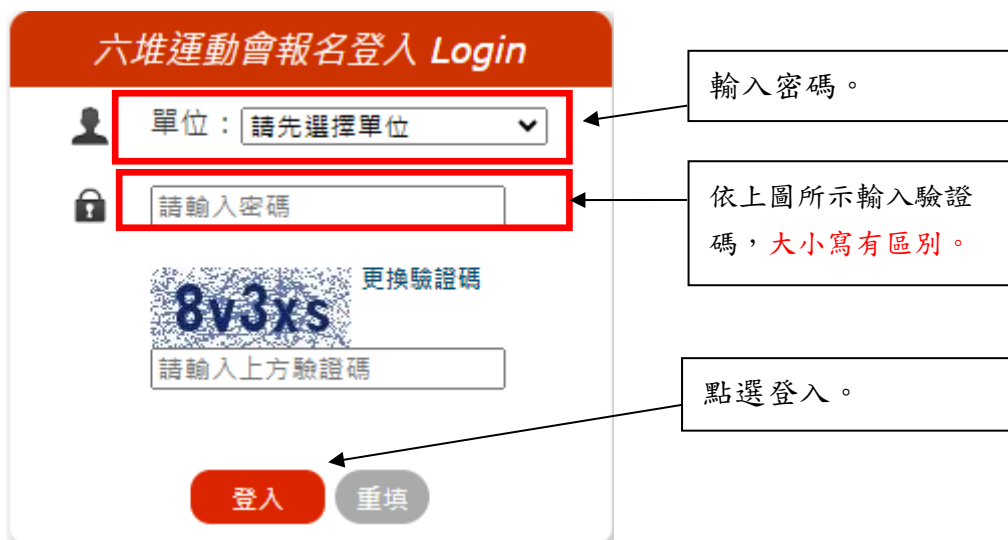 六堆運動會報名登入 Login
單位：請先選擇單位
請輸入密碼
更換驗證碼
8v3xs
請輸入上方驗證碼
登入
重填
輸入密碼。
依上圖所示輸入驗證
碼，大小寫有區別。
點選登入。